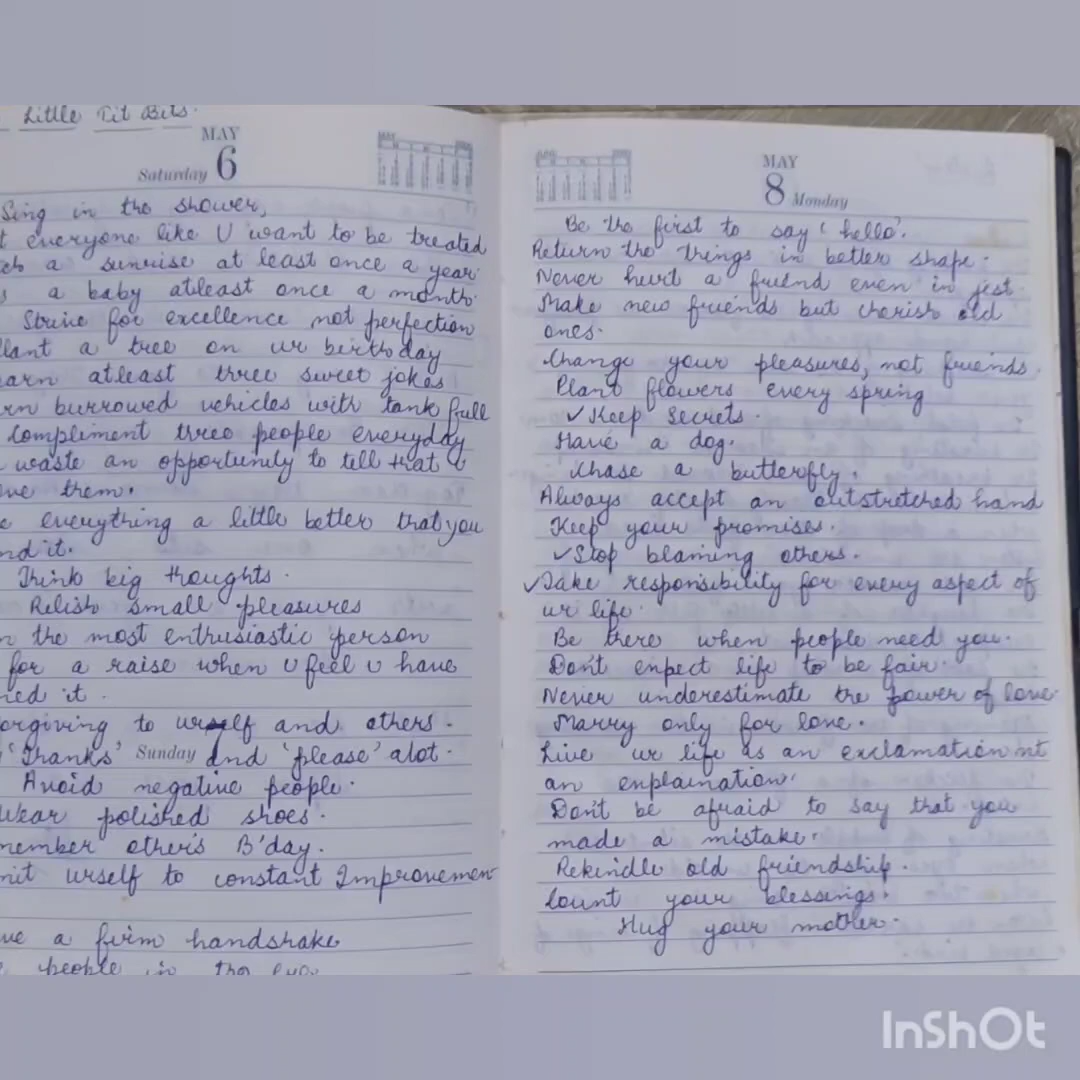 Little Tit Bits.
MAY
Saturday 6
Sing in the shower,
everyone like U want to be treated
a sunrise at least once a year
a baby atleast once a month.
Strive for excellence not perfection
a tree on ur birthday
atleast three sweet jokes
burrowed vehicles with tank full
compliment three people everyday
waste an opportunity to tell that u
them.
everything a little better that you
it.
Think big thoughts.
Relish small pleasures
the most enthusiastic person
for a raise when U feel U have
it.
to urself and others.
'Thanks' Sunday and 'please' alot.
Avoid negative people.
Wear polished shoes.
other's B'day.
urself to constant Improvemen
a firm handshake
people in the eye
MAY
8 Monday
Be the first to say 'hello'.
Return the things in better shape.
Never hurt a friend even in jest.
Make new friends but cherish old
ones.
Change your pleasures, not friends.
Plant flowers every spring
✓Keep secrets.
Have a dog.
Chase a butterfly.
Always accept an outstretched hand
Keep your promises.
✓Stop blaming others.
✓Take responsibility for every aspect of
ur life.
Be there when people need you.
Don't expect life to be fair.
Never underestimate the power of love.
Marry only for love.
Live ur life as an exclamation nt
an explaination.
Don't be afraid to say that you
made a mistake.
Rekindle old friendship.
Count your blessings.
Hug your mother.
InShOt